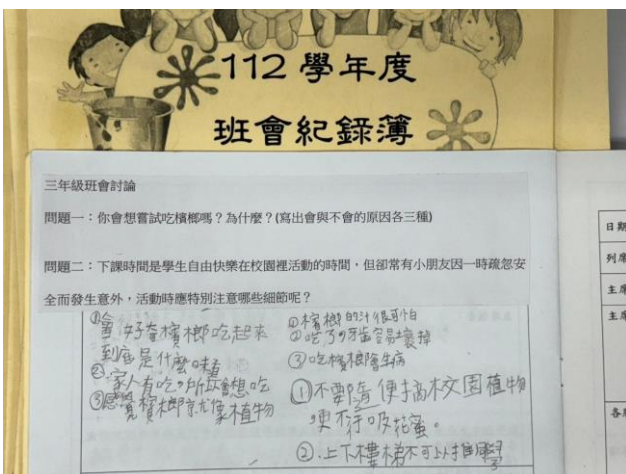 112 學年度
班會紀錄簿
三年級班會討論
問題一：你會想嘗試吃檳榔嗎？為什麼？(寫出會與不會的原因各三種)
問題二：下課時間是學生自由快樂在校園裡活動的時間，但卻常有小朋友因一時疏忽安
全而發生意外，活動時應特別注意哪些細節呢？
①會好奇檳榔吃起來
到底是什麼味道
②家人有吃,所以會想吃
③感覺檳榔就像植物
①檳榔的汁很可怕
②吃了牙齒容易壞掉
③吃檳榔會生病
①不要隨便摘校園植物
更不行吸花蜜。
②.上下樓梯不可以推同學
日期
列席
主席
主席
各